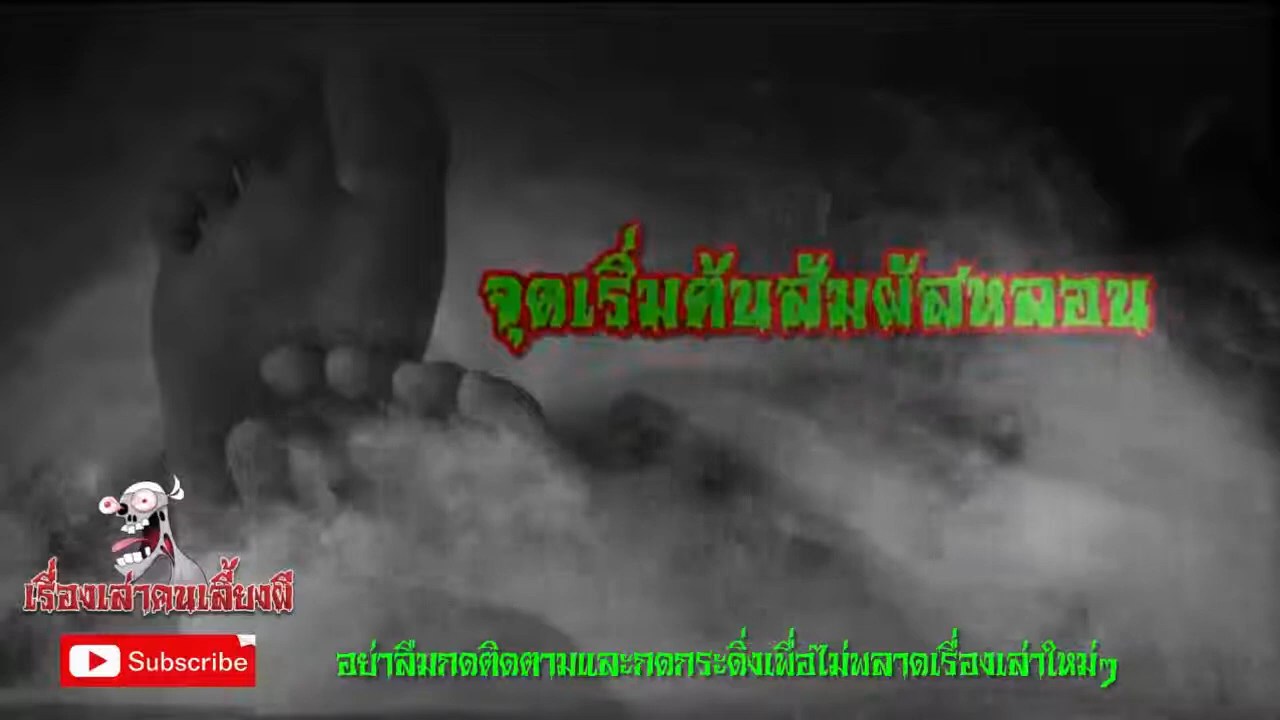 จุดเริ่มต้นสัมผัสหลอน
เรื่องเล่าคนเลี้ยงผี
Subscribe
อย่าลืมกดติดตามและกดกระดิ่งเพื่อไม่พลาดเรื่องเล่าใหม่ๆ